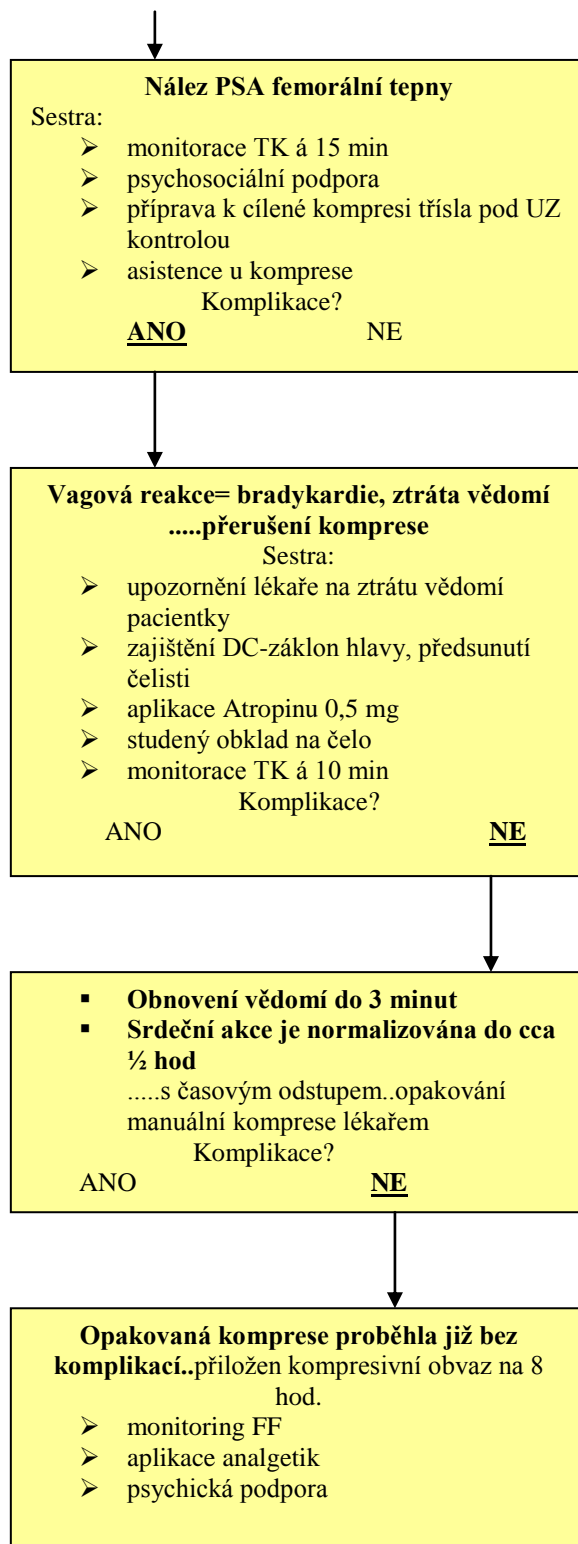 Nález PSA femorální tepny
Sestra:
➢ monitorace TK á 15 min
➢ psychosociální podpora
➢ příprava k cílené kompresi třísla pod UZ
kontrolou
➢ asistence u komprese
Komplikace?
ANO NE
Vagová reakce= bradykardie, ztráta vědomí
.....přerušení komprese
Sestra:
➢ upozornění lékaře na ztrátu vědomí
pacientky
➢ zajištění DC-záklon hlavy, předsunutí
čelisti
➢ aplikace Atropinu 0,5 mg
➢ studený obklad na čelo
➢ monitorace TK á 10 min
Komplikace?
ANO NE
▪ Obnovení vědomí do 3 minut
▪ Srdeční akce je normalizována do cca
½ hod
.....s časovým odstupem..opakování
manuální komprese lékařem
Komplikace?
ANO NE
Opakovaná komprese proběhla již bez
komplikací..přiložen kompresivní obvaz na 8
hod.
➢ monitoring FF
➢ aplikace analgetik
➢ psychická podpora